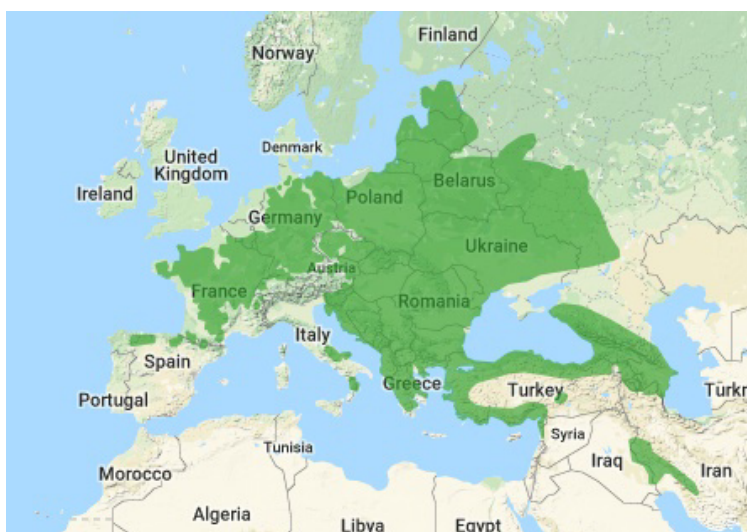 Finland
Norway
Denmark
United
Kingdom
Ireland
Belarus
Poland
Germany
Ukraine
Austria
France
Romania
Italy
Spain
Greece
Portugal
Turkey
Türkr
Syria
Tunisia
Iraq
Iran
Morocco
Algeria
Libya
Egypt